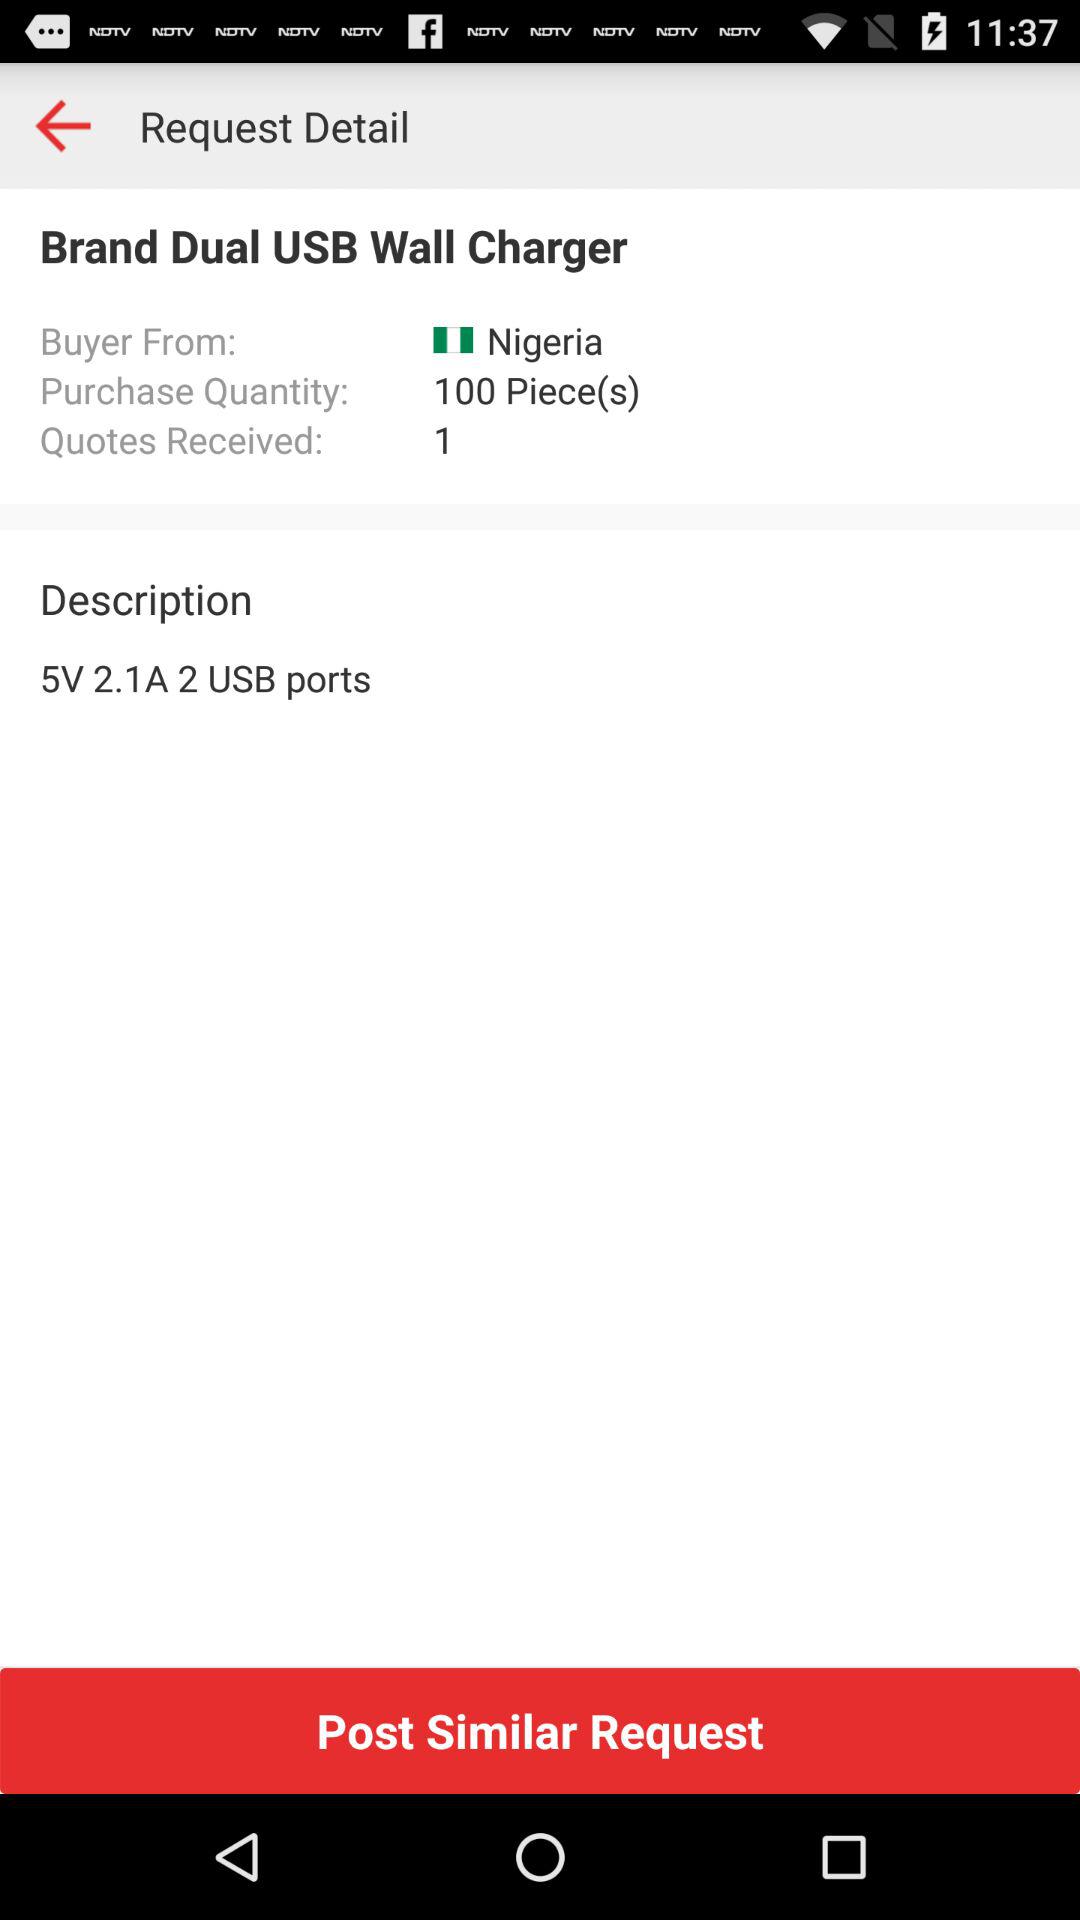 NDTV NDTV NDTV NDTV NDTV NDTV NDTV NDTV NDTV NDTV 11:37
Request Detail
Brand Dual USB Wall Charger
Buyer From: Nigeria
Purchase Quantity: 100 Piece(s)
Quotes Received: 1
Description
5V 2.1A 2 USB ports
Post Similar Request